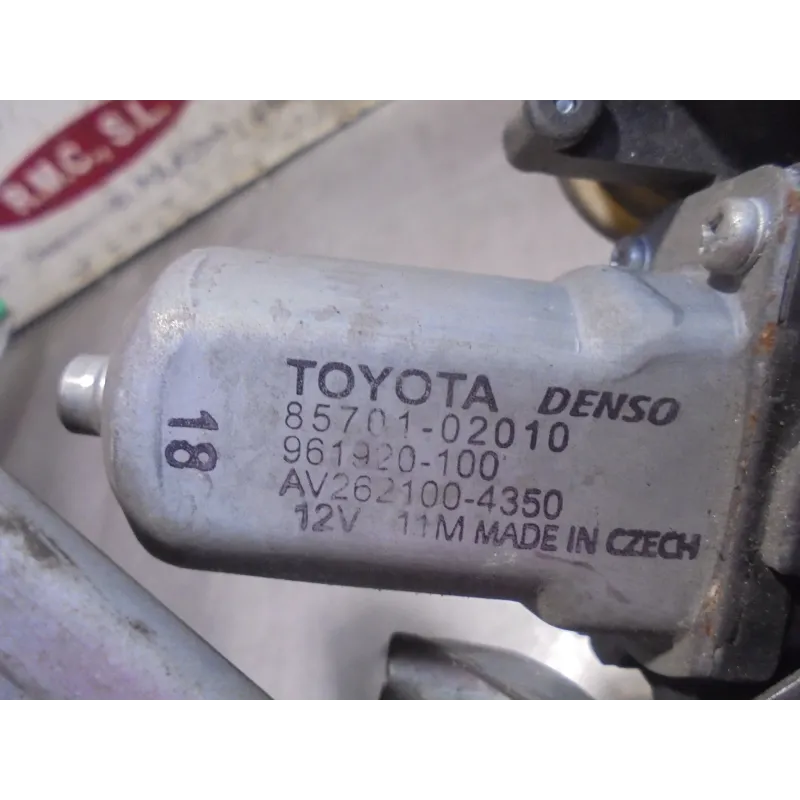 R.M.C., S.L.
TOYOTA DENSO
85701-02010
961920-100
AV262100-4350
12V 11M MADE IN CZECH
18